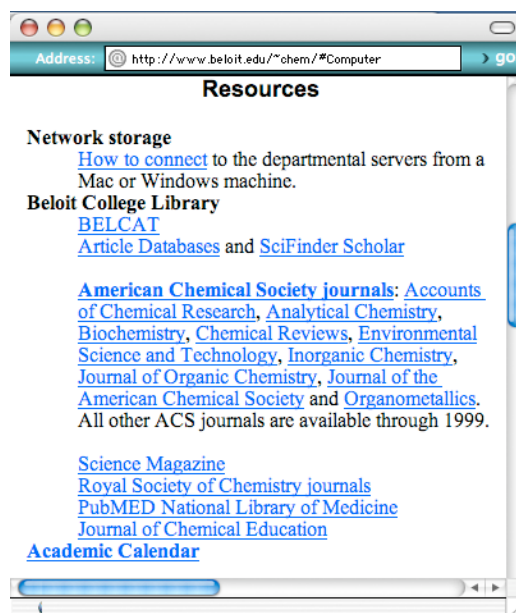 Address: @ http://www.beloit.edu/~chem/#Computer › go
Resources
Network storage
How to connect to the departmental servers from a
Mac or Windows machine.
Beloit College Library
BELCAT
Article Databases and SciFinder Scholar
American Chemical Society journals: Accounts
of Chemical Research, Analytical Chemistry,
Biochemistry, Chemical Reviews, Environmental
Science and Technology, Inorganic Chemistry,
Journal of Organic Chemistry, Journal of the
American Chemical Society and Organometallics.
All other ACS journals are available through 1999.
Science Magazine
Royal Society of Chemistry journals
PubMED National Library of Medicine
Journal of Chemical Education
Academic Calendar